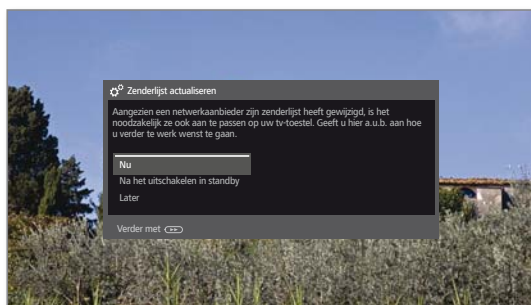 Zenderlijst actualiseren
Aangezien een netwerkaanbieder zijn zenderlijst heeft gewijzigd, is het
noodzakelijk ze ook aan te passen op uw tv-toestel. Geeft u hier a.u.b. aan hoe
u verder te werk wenst te gaan.
Nu
Na het uitschakelen in standby
Later
Verder met